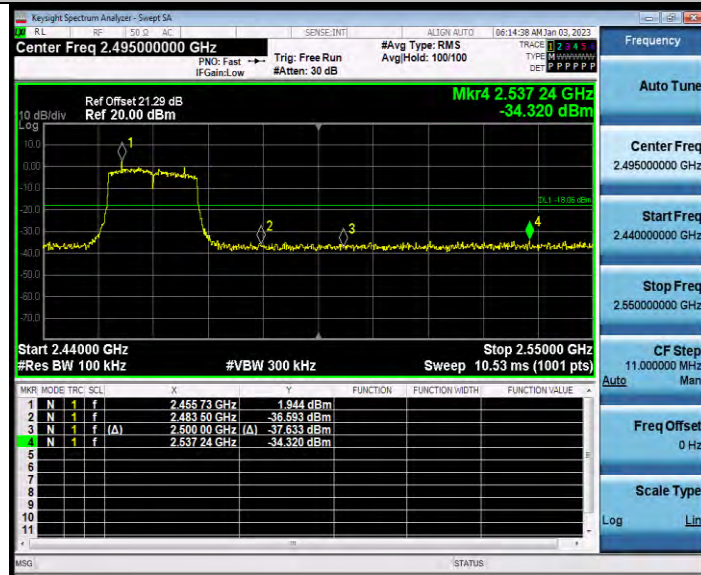 Keysight Spectrum Analyzer - Swept SA
RL RF 50 Ω AC SENSE:INT ALIGN AUTO 06:14:38 AM Jan 03, 2023
Center Freq 2.495000000 GHz
PNO: Fast
IFGain:Low
Trig: Free Run
#Atten: 30 dB
#Avg Type: RMS
Avg|Hold: 100/100
TRACE 1 2 3 4 5 6
TYPE M WWWWW
DET P P P P P P
Mkr4 2.537 24 GHz
-34.320 dBm
Ref Offset 21.29 dB
10 dB/div Ref 20.00 dBm
Log
10.0
0.00
-10.0
-20.0
-30.0
-40.0
-50.0
-60.0
-70.0
1
2
3
4
DL1 -18.06 dBm
Start 2.44000 GHz Stop 2.55000 GHz
#Res BW 100 kHz #VBW 300 kHz Sweep 10.53 ms (1001 pts)
MKR MODE TRC SCL X Y FUNCTION FUNCTION WIDTH FUNCTION VALUE
1 N 1 f 2.455 73 GHz 1.944 dBm
2 N 1 f 2.483 50 GHz -36.593 dBm
3 N 1 f (Δ) 2.500 00 GHz (Δ) -37.633 dBm
4 N 1 f 2.537 24 GHz -34.320 dBm
5
6
7
8
9
10
11
MSG STATUS
Frequency
Auto Tune
Center Freq
2.495000000 GHz
Start Freq
2.440000000 GHz
Stop Freq
2.550000000 GHz
CF Step
11.000000 MHz
Auto Man
Freq Offset
0 Hz
Scale Type
Log Lin